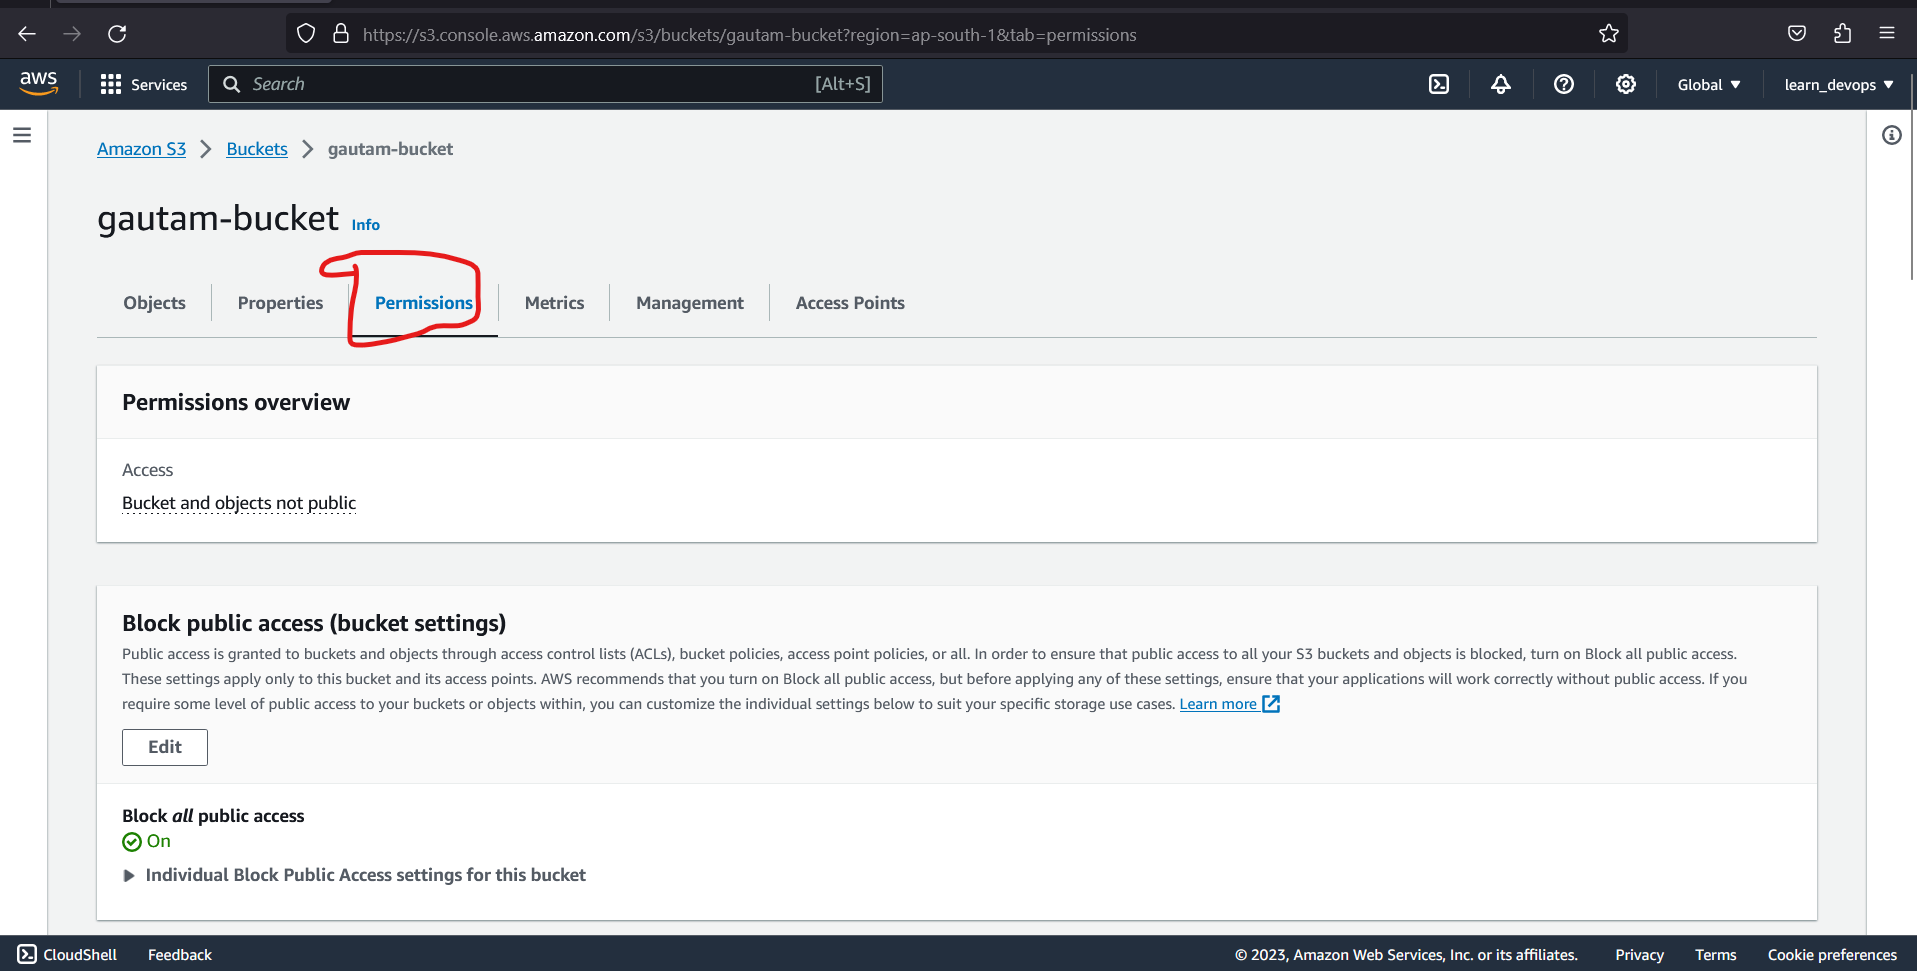 https://s3.console.aws.amazon.com/s3/buckets/gautam-bucket?region=ap-south-1&tab=permissions
aws Services Search [Alt+S] Global learn_devops
Amazon S3 Buckets gautam-bucket
gautam-bucket Info
Objects Properties Permissions Metrics Management Access Points
Permissions overview
Access
Bucket and objects not public
Block public access (bucket settings)
Public access is granted to buckets and objects through access control lists (ACLs), bucket policies, access point policies, or all. In order to ensure that public access to all your S3 buckets and objects is blocked, turn on Block all public access.
These settings apply only to this bucket and its access points. AWS recommends that you turn on Block all public access, but before applying any of these settings, ensure that your applications will work correctly without public access. If you
require some level of public access to your buckets or objects within, you can customize the individual settings below to suit your specific storage use cases. Learn more
Edit
Block all public access
On
Individual Block Public Access settings for this bucket
CloudShell Feedback © 2023, Amazon Web Services, Inc. or its affiliates. Privacy Terms Cookie preferences